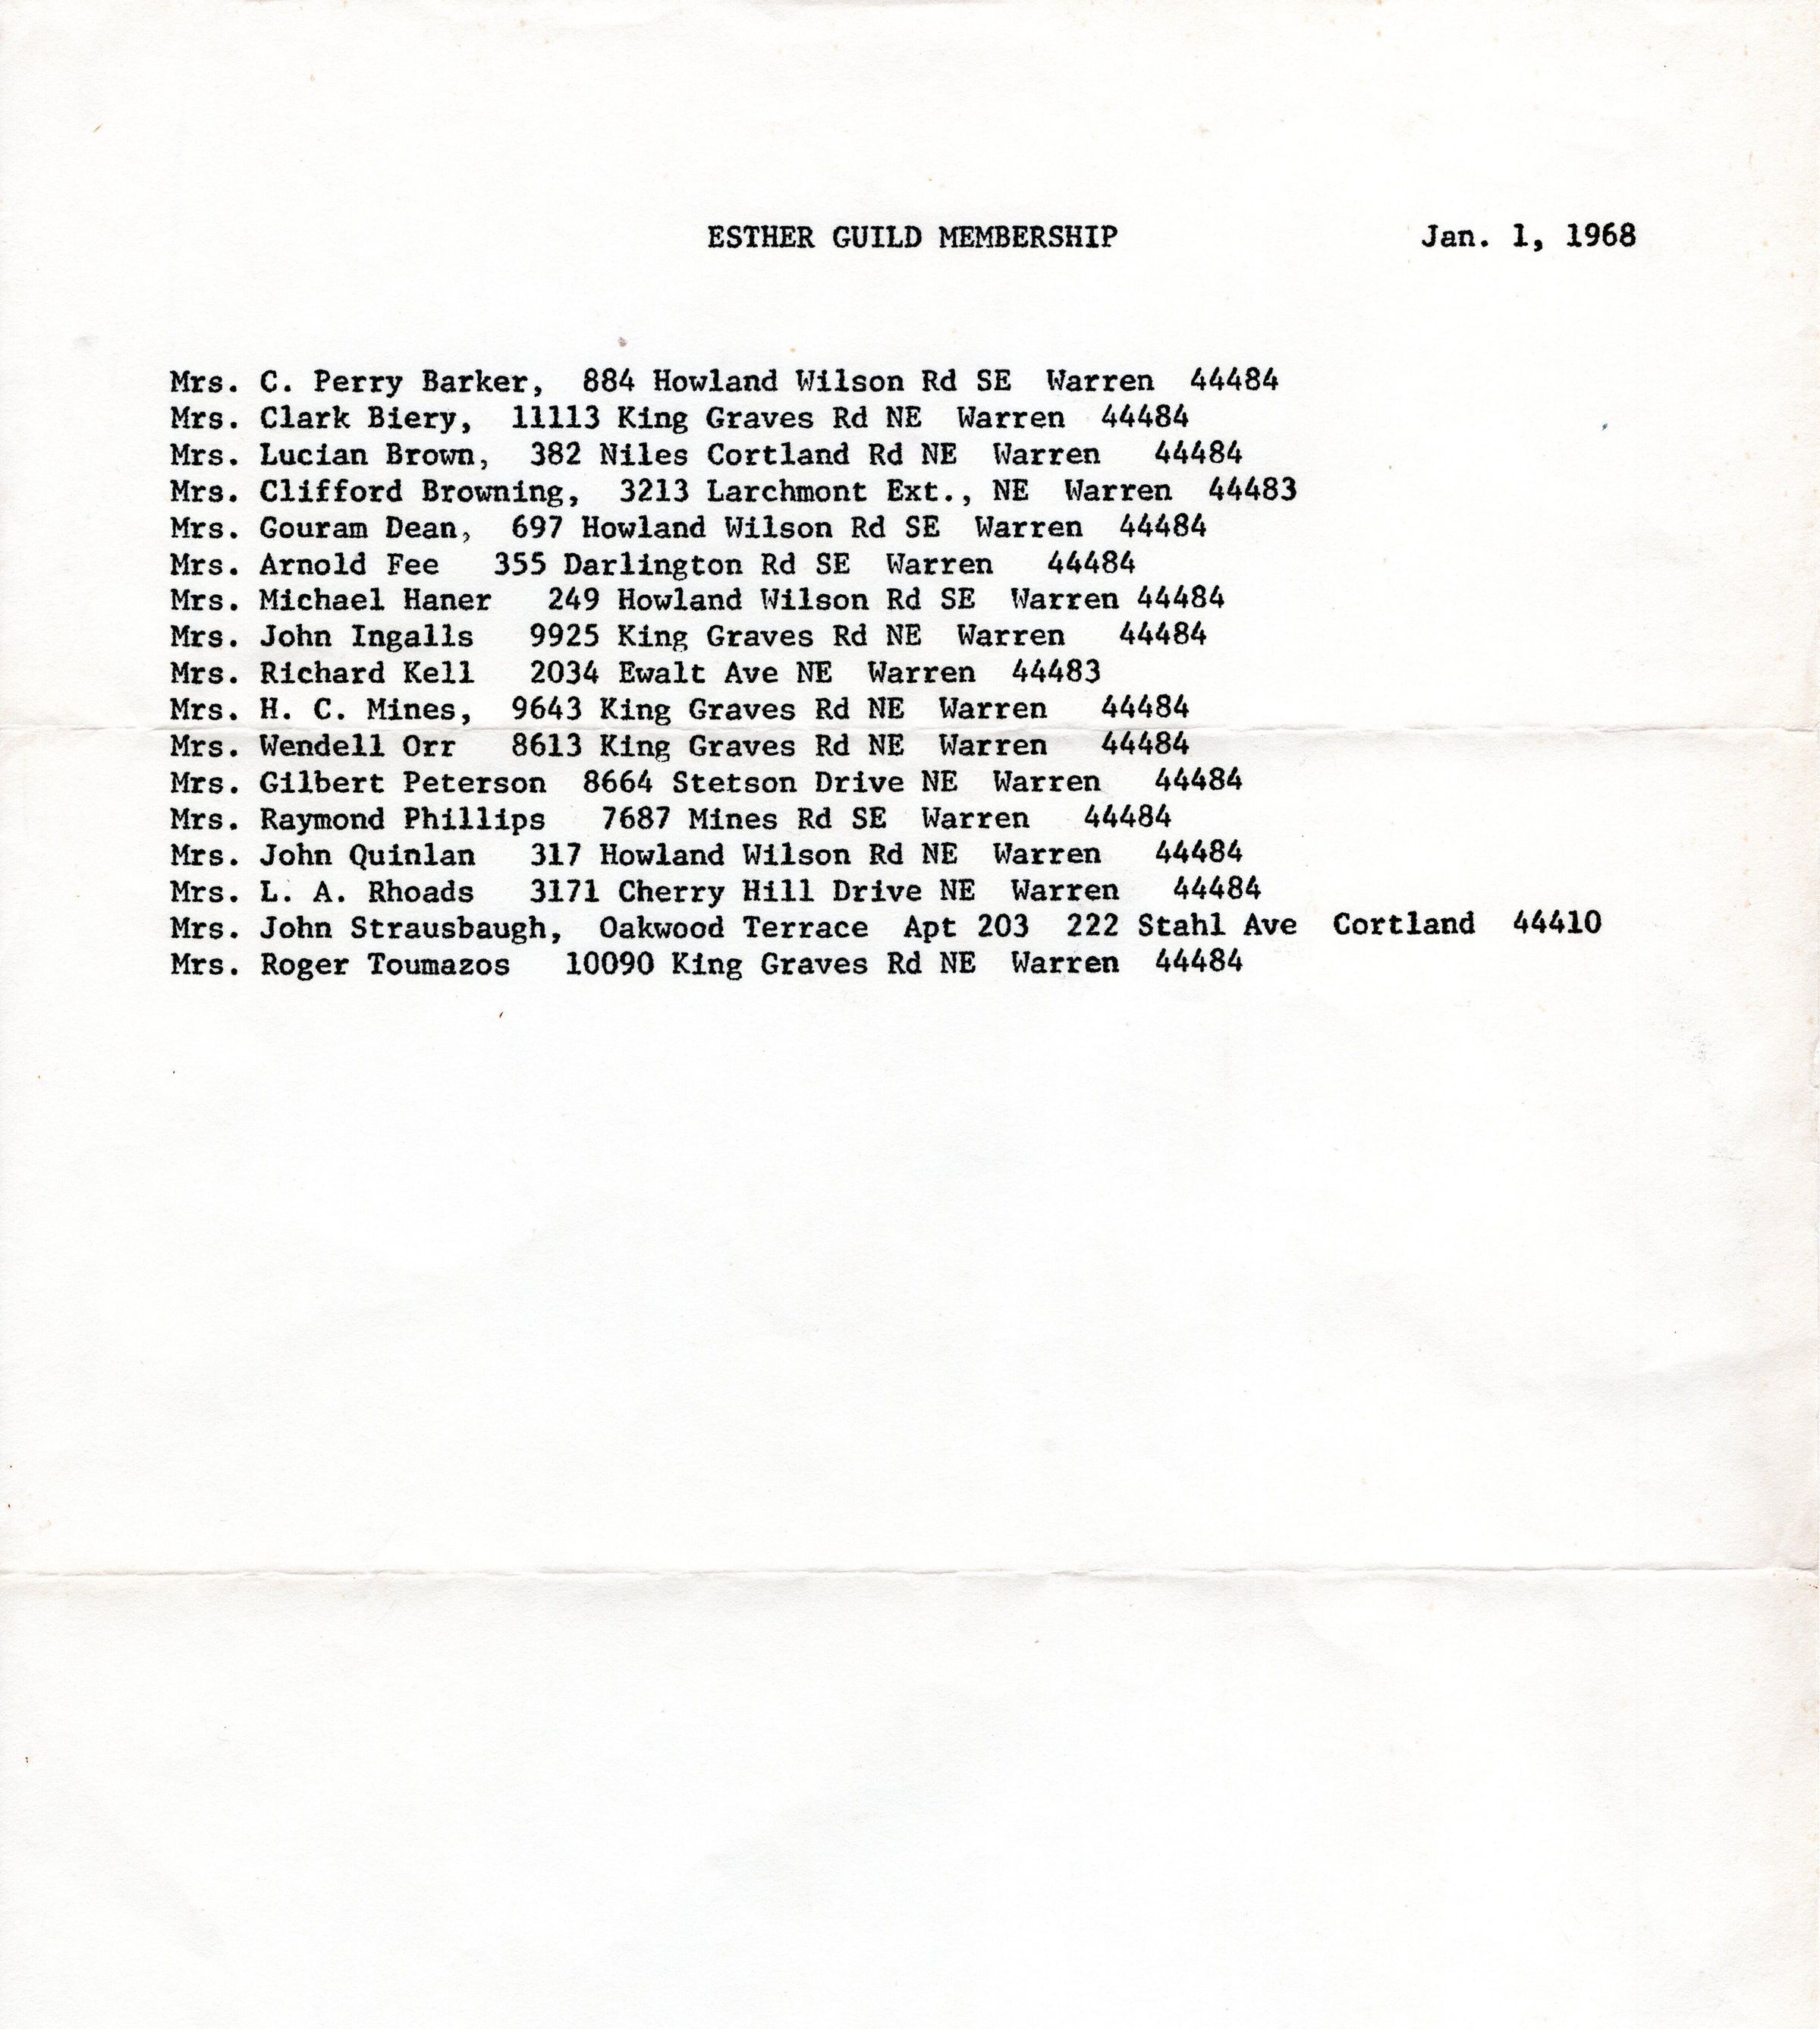 ESTHER GUILD MEMBERSHIP Jan. 1, 1968
Mrs. C. Perry Barker, 884 Howland Wilson Rd SE Warren 44484
Mrs. Clark Biery, 11113 King Graves Rd NE Warren 44484
Mrs. Lucian Brown, 382 Niles Cortland Rd NE Warren 44484
Mrs. Clifford Browning, 3213 Larchmont Ext., NE Warren 44483
Mrs. Gouram Dean, 697 Howland Wilson Rd SE Warren 44484
Mrs. Arnold Fee 355 Darlington Rd SE Warren 44484
Mrs. Michael Haner 249 Howland Wilson Rd SE Warren 44484
Mrs. John Ingalls 9925 King Graves Rd NE Warren 44484
Mrs. Richard Kell 2034 Ewalt Ave NE Warren 44483
Mrs. H. C. Mines, 9643 King Graves Rd NE Warren 44484
Mrs. Wendell Orr 8613 King Graves Rd NE Warren 44484
Mrs. Gilbert Peterson 8664 Stetson Drive NE Warren 44484
Mrs. Raymond Phillips 7687 Mines Rd SE Warren 44484
Mrs. John Quinlan 317 Howland Wilson Rd NE Warren 44484
Mrs. L. A. Rhoads 3171 Cherry Hill Drive NE Warren 44484
Mrs. John Strausbaugh, Oakwood Terrace Apt 203 222 Stahl Ave Cortland 44410
Mrs. Roger Toumazos 10090 King Graves Rd NE Warren 44484